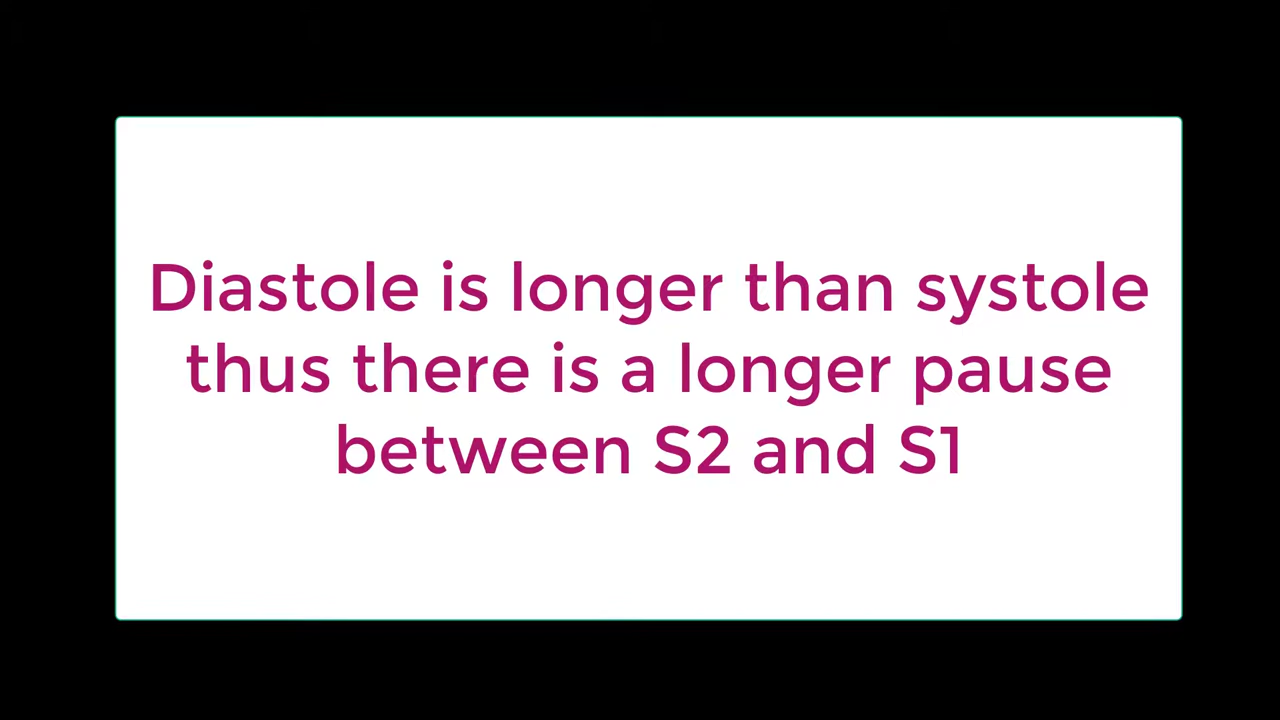 Diastole is longer than systole
thus there is a longer pause
between S2 and S1